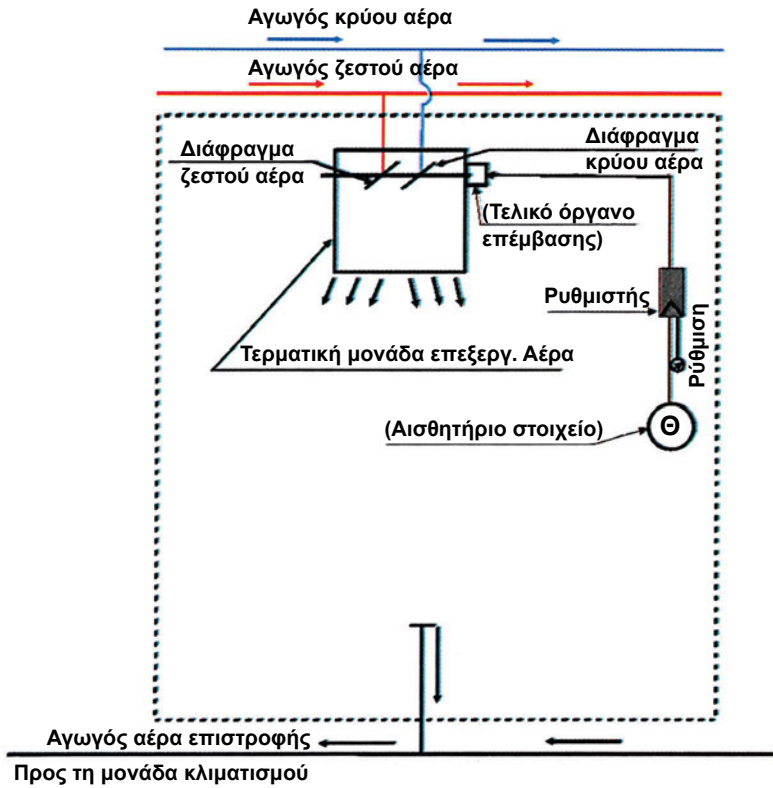 Αγωγός κρύου αέρα
Αγωγός ζεστού αέρα
Διάφραγμα
ζεστού αέρα
Διάφραγμα
κρύου αέρα
(Τελικό όργανο
επέμβασης)
Ρυθμιστής
Ρύθμιση
Τερματική μονάδα επεξεργ. Αέρα
(Αισθητήριο στοιχείο)
Θ
Αγωγός αέρα επιστροφής
Προς τη μονάδα κλιματισμού